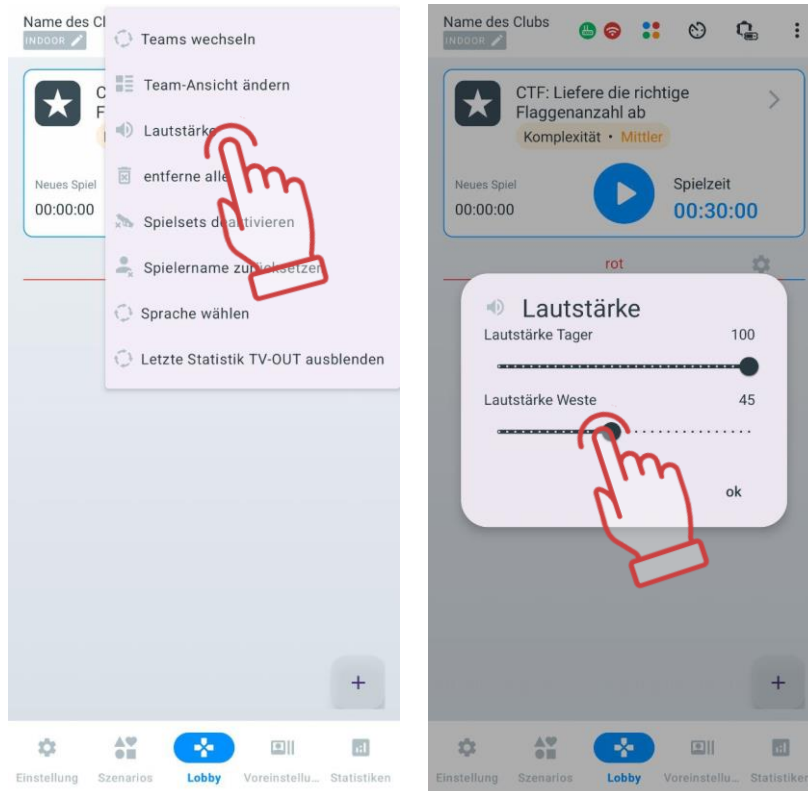 Name des Cl
INDOOR
Teams wechseln
Team-Ansicht ändern
Lautstärke
entferne alle
Spielsets deaktivieren
Spielername zurücksetzen
Sprache wählen
Letzte Statistik TV-OUT ausblenden
C
F
Neues Spiel
00:00:00
+
Einstellung
Szenarios
Lobby
Voreinstellu...
Statistiken
Name des Clubs
INDOOR
CTF: Liefere die richtige
Flaggenanzahl ab
Komplexität • Mittler
Neues Spiel
00:00:00
Spielzeit
00:30:00
rot
Lautstärke
Lautstärke Tager 100
Lautstärke Weste 45
ok
+
Einstellung
Szenarios
Lobby
Voreinstellu...
Statistiken